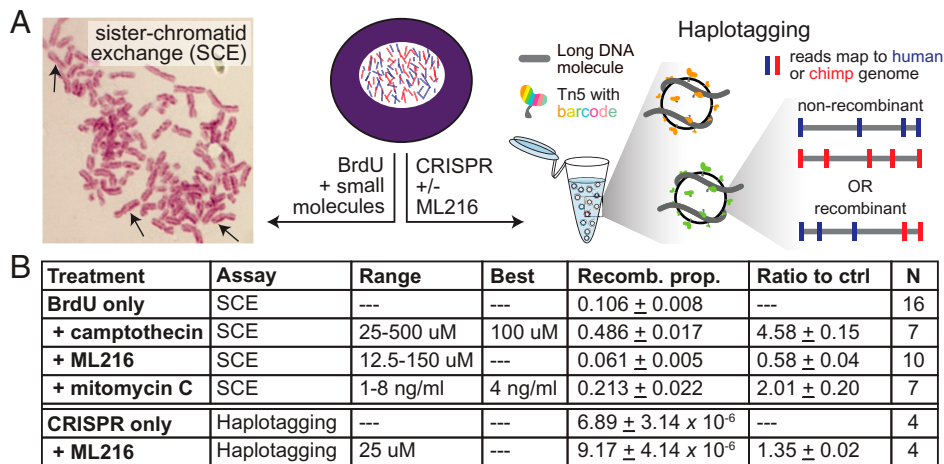 A
sister-chromatid
exchange (SCE)
BrdU
+ small
molecules
CRISPR
+/-
ML216
Haplotagging
Long DNA
molecule
Tn5 with
barcode
reads map to human
or chimp genome
non-recombinant
OR
recombinant
B
Treatment Assay Range Best Recomb. prop. Ratio to ctrl N
BrdU only SCE --- --- 0.106 ± 0.008 --- 16
+ camptothecin SCE 25-500 uM 100 uM 0.486 ± 0.017 4.58 ± 0.15 7
+ ML216 SCE 12.5-150 uM --- 0.061 ± 0.005 0.58 ± 0.04 10
+ mitomycin C SCE 1-8 ng/ml 4 ng/ml 0.213 ± 0.022 2.01 ± 0.20 7
CRISPR only Haplotagging --- --- 6.89 ± 3.14 x 10⁻⁶ --- 4
+ ML216 Haplotagging 25 uM --- 9.17 ± 4.14 x 10⁻⁶ 1.35 ± 0.02 4